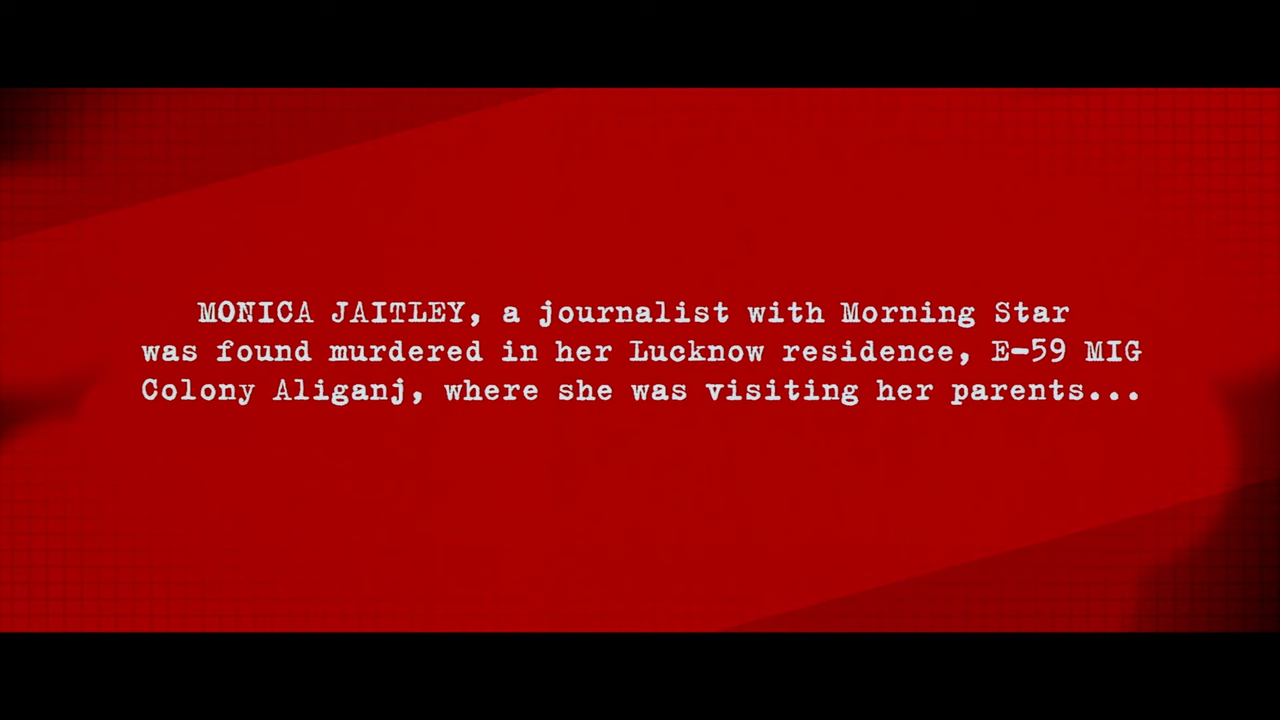 MONICA JAITLEY, a journalist with Morning Star
was found murdered in her Lucknow residence, E-59 MIG
Colony Aliganj, where she was visiting her parents...